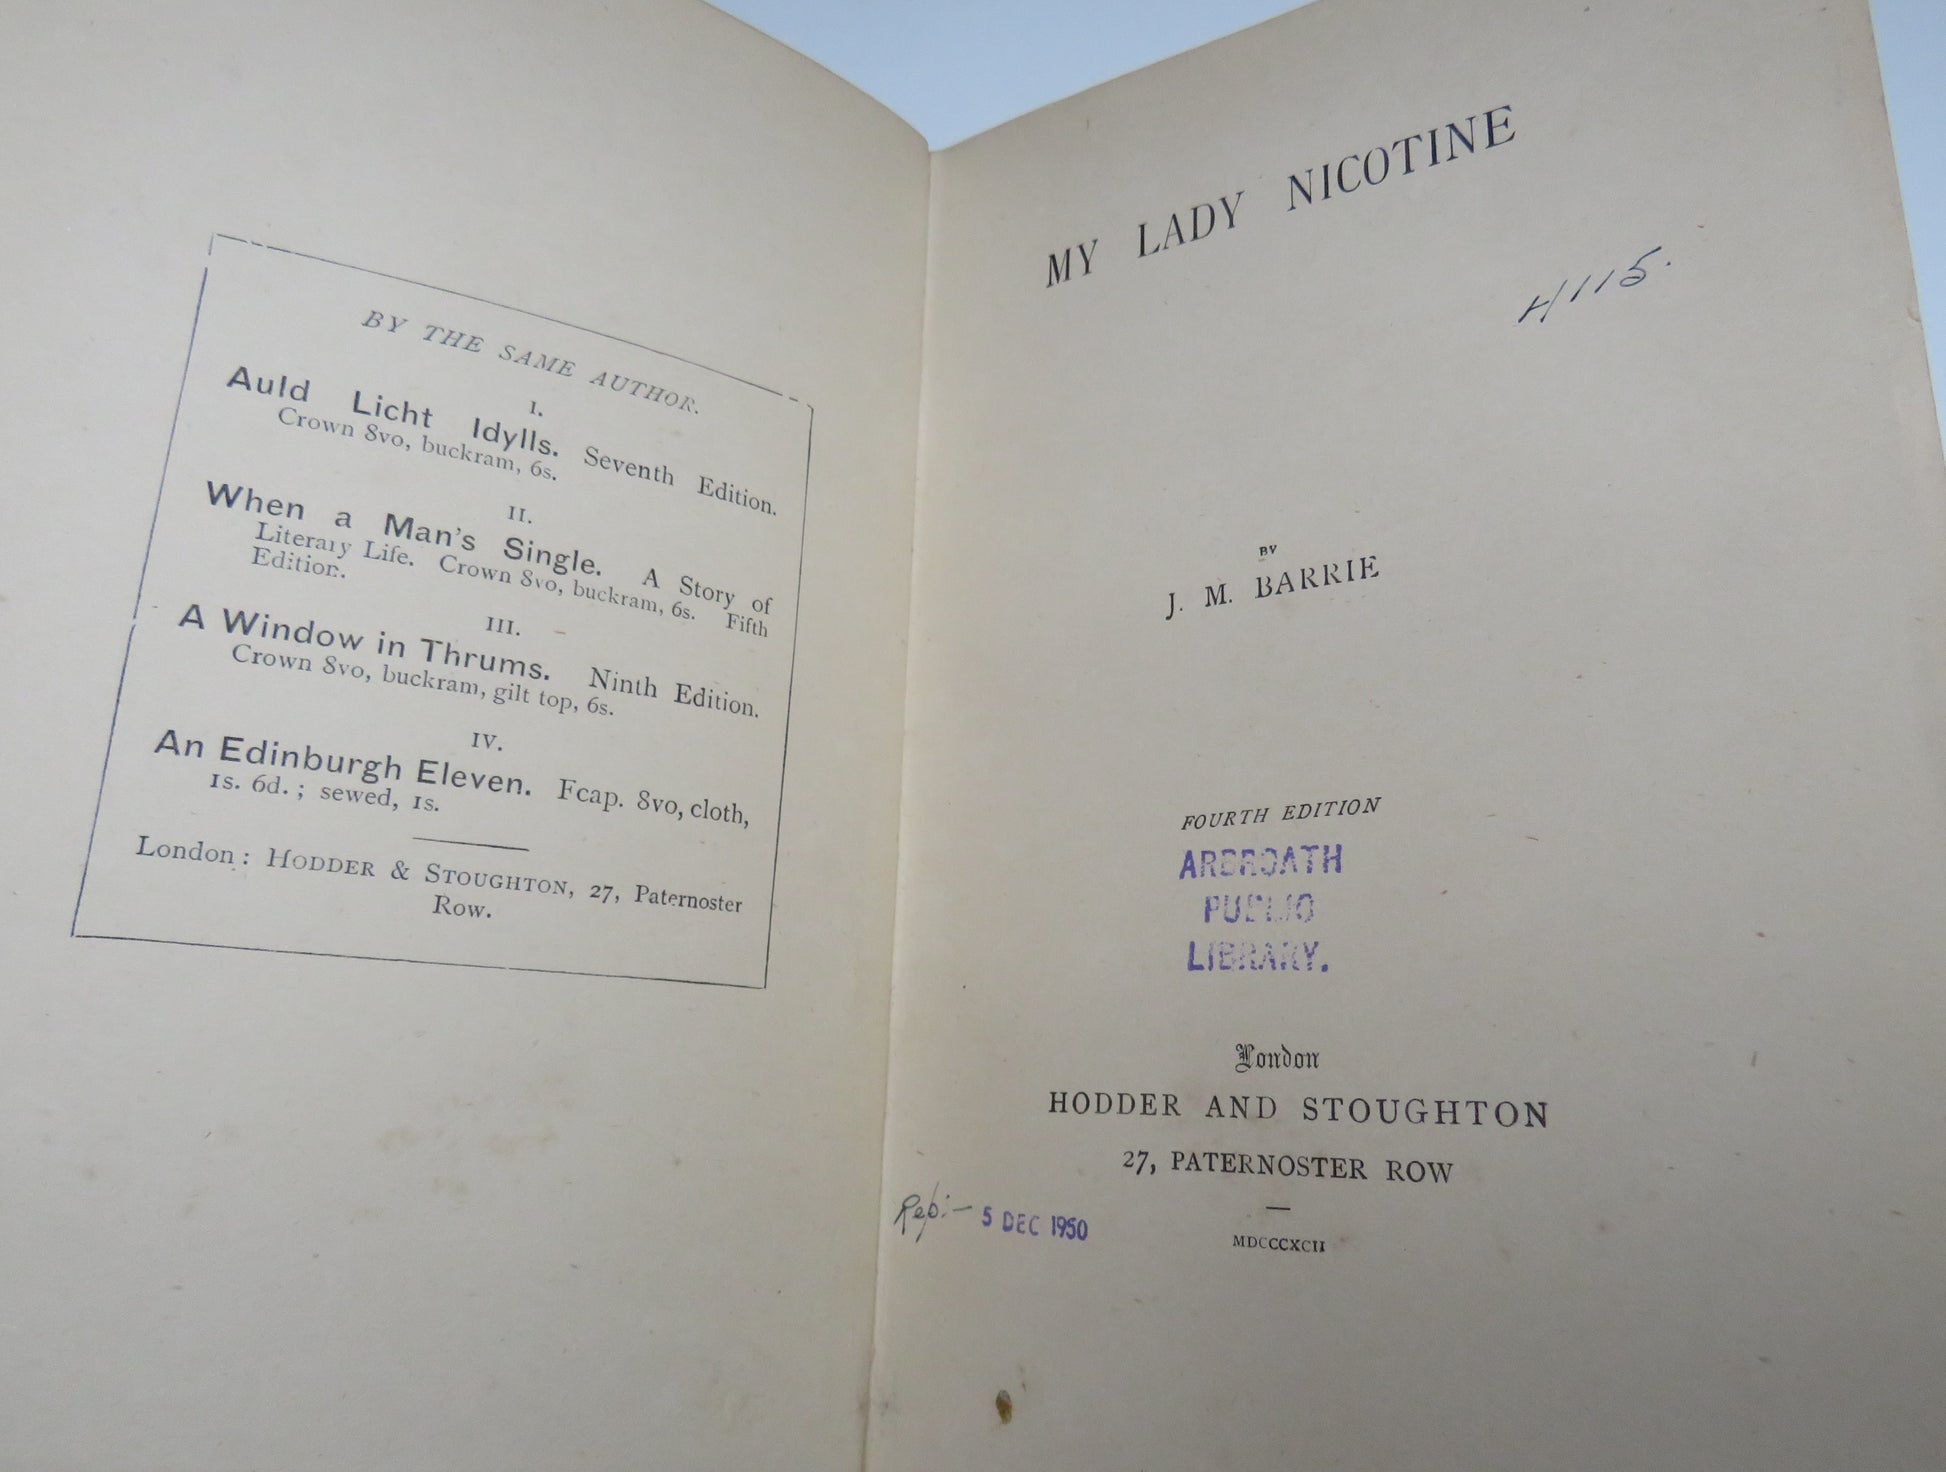 BY THE SAME AUTHOR.
I.
Auld Licht Idylls. Seventh Edition.
Crown 8vo, buckram, 6s.
II.
When a Man's Single. A Story of
Literary Life. Crown 8vo, buckram, 6s. Fifth
Edition.
III.
A Window in Thrums. Ninth Edition.
Crown 8vo, buckram, gilt top, 6s.
IV.
An Edinburgh Eleven. Fcap. 8vo, cloth,
1s. 6d.; sewed, 1s.
London: HODDER & STOUGHTON, 27, Paternoster
Row.
MY LADY NICOTINE
H115.
BY
J. M. BARRIE
FOURTH EDITION
ARBROATH
PUBLIC
LIBRARY.
London
HODDER AND STOUGHTON
27, PATERNOSTER ROW
Rep:- 5 DEC 1950
MDCCCXCII